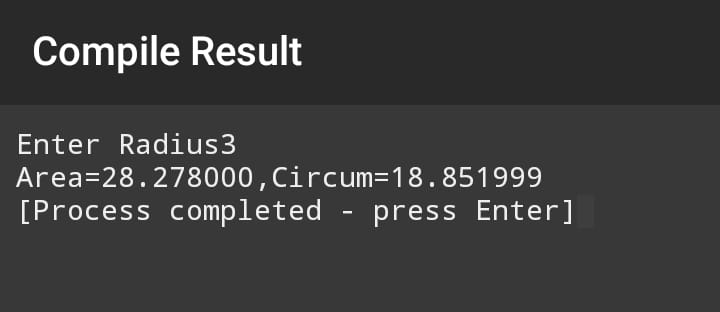 Compile Result
Enter Radius3
Area=28.278000,Circum=18.851999
[Process completed - press Enter]